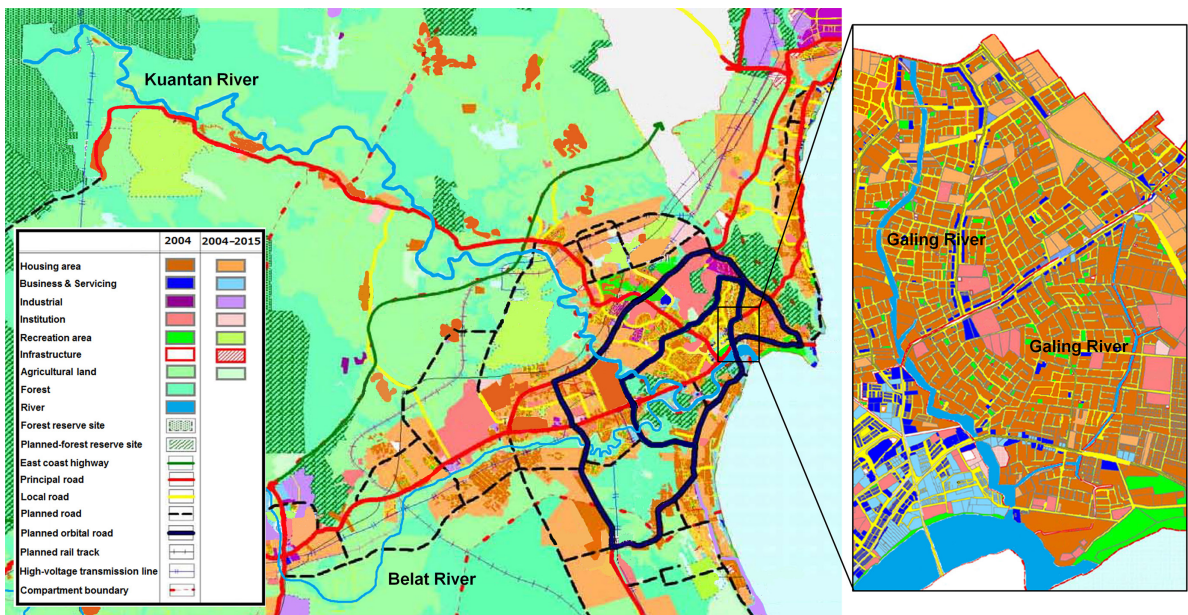 Kuantan River
2004
2004–2015
Housing area
Business & Servicing
Industrial
Institution
Recreation area
Infrastructure
Agricultural land
Forest
River
Forest reserve site
Planned-forest reserve site
East coast highway
Principal road
Local road
Planned road
Planned orbital road
Planned rail track
High-voltage transmission line
Compartment boundary
Belat River
Galing River
Galing River